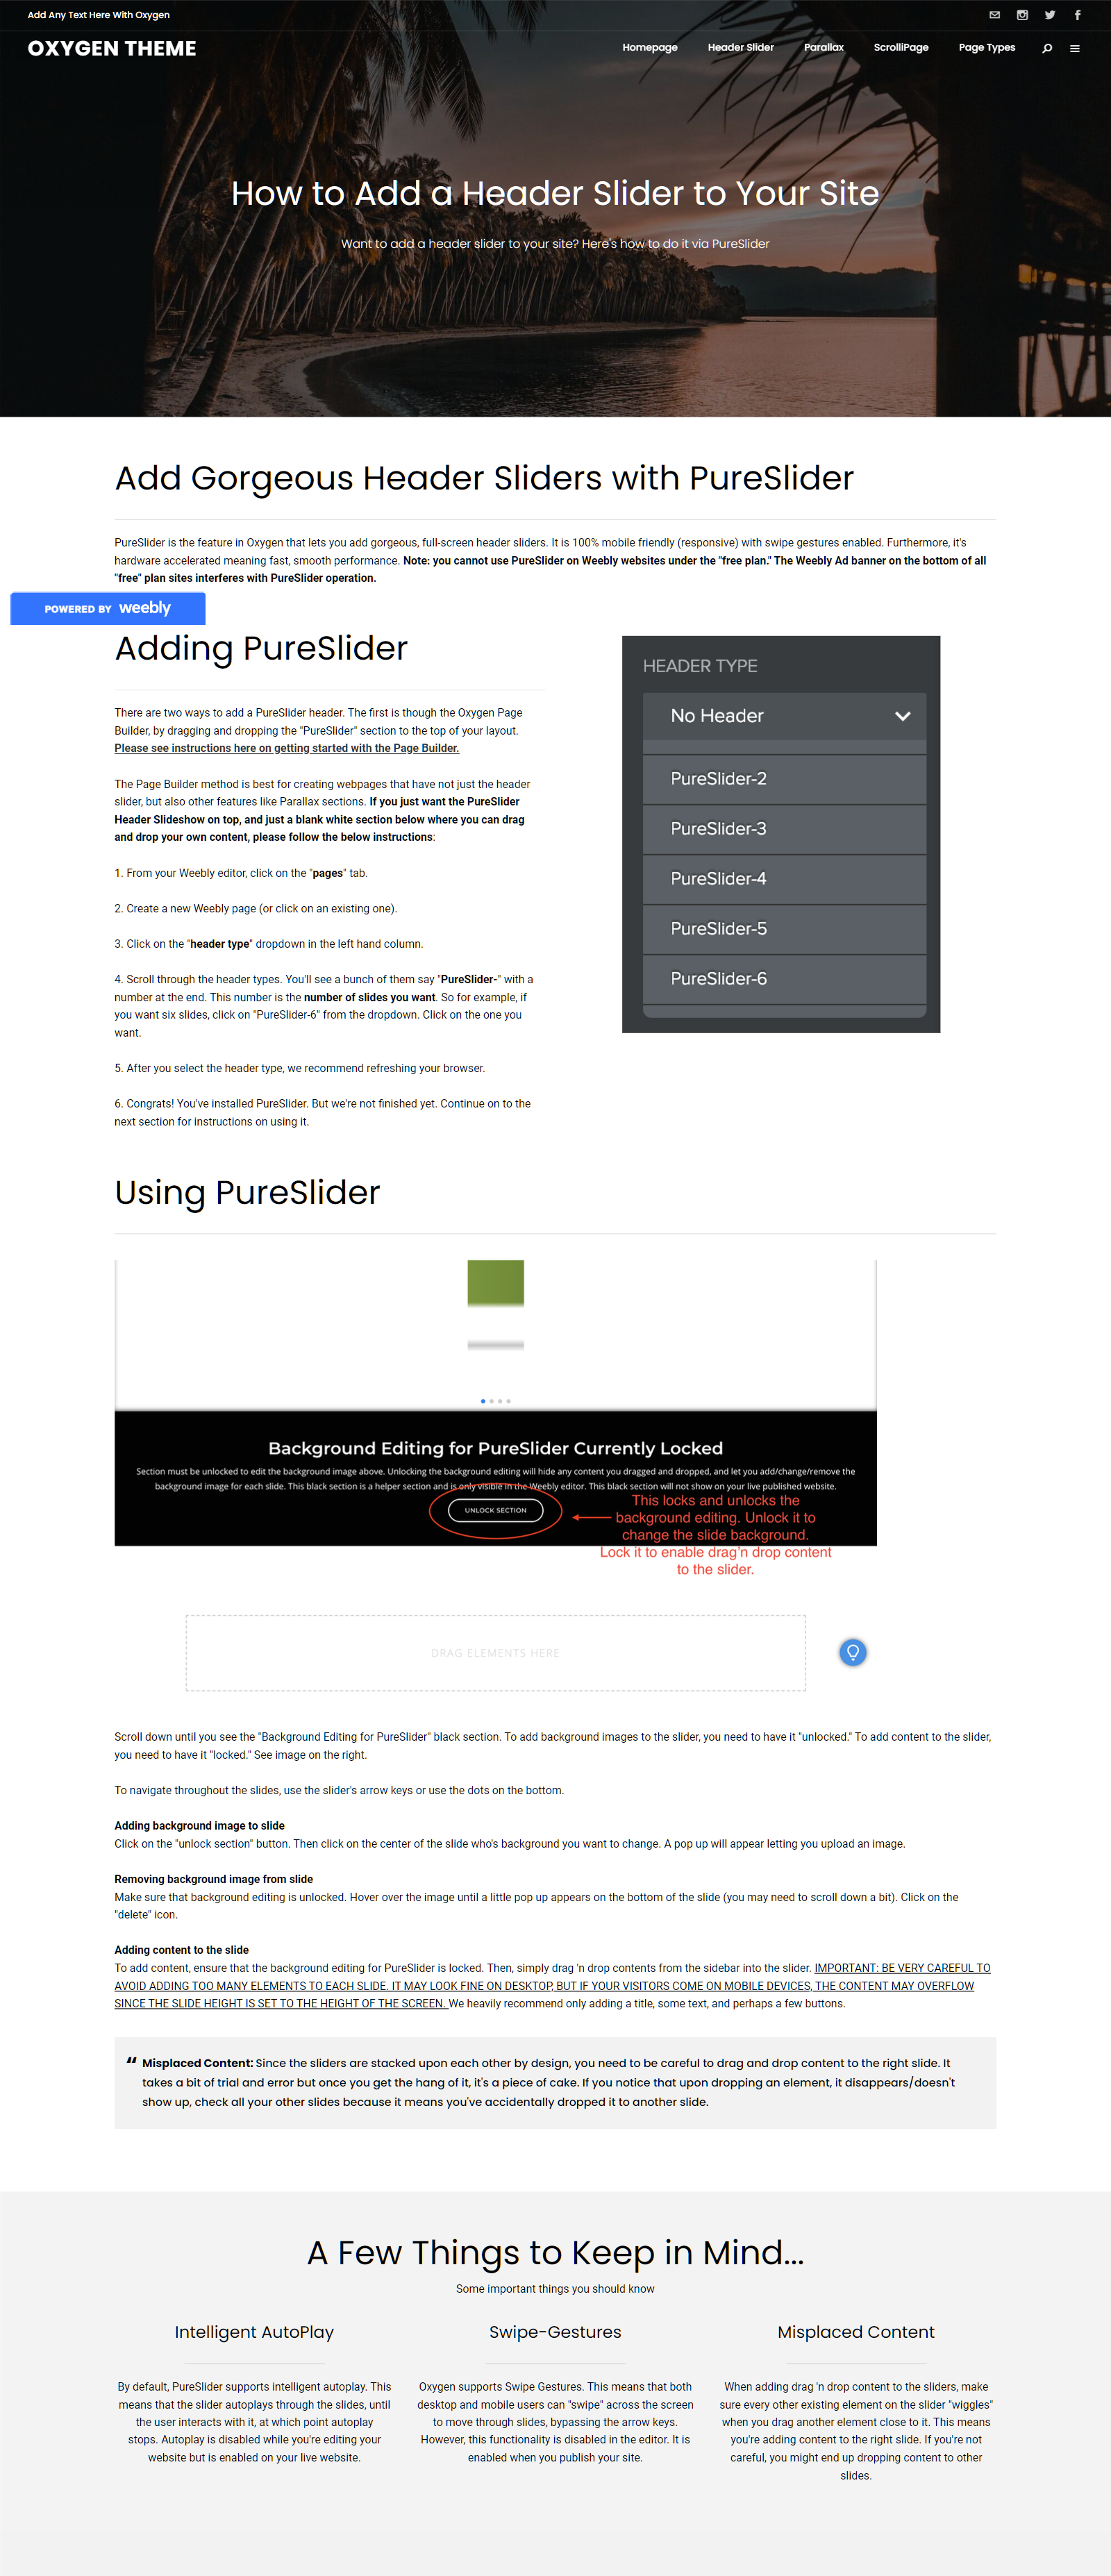 Add Any Text Here With Oxygen
OXYGEN THEME
Homepage
Header Slider
Parallax
ScrolliPage
Page Types
How to Add a Header Slider to Your Site
Want to add a header slider to your site? Here's how to do it via PureSlider
Add Gorgeous Header Sliders with PureSlider
PureSlider is the feature in Oxygen that lets you add gorgeous, full-screen header sliders. It is 100% mobile friendly (responsive) with swipe gestures enabled. Furthermore, it's
hardware accelerated meaning fast, smooth performance. Note: you cannot use PureSlider on Weebly websites under the "free plan." The Weebly Ad banner on the bottom of all
"free" plan sites interferes with PureSlider operation.
POWERED BY weebly
Adding PureSlider
There are two ways to add a PureSlider header. The first is though the Oxygen Page
Builder, by dragging and dropping the "PureSlider" section to the top of your layout.
Please see instructions here on getting started with the Page Builder.
The Page Builder method is best for creating webpages that have not just the header
slider, but also other features like Parallax sections. If you just want the PureSlider
Header Slideshow on top, and just a blank white section below where you can drag
and drop your own content, please follow the below instructions:
1. From your Weebly editor, click on the "pages" tab.
2. Create a new Weebly page (or click on an existing one).
3. Click on the "header type" dropdown in the left hand column.
4. Scroll through the header types. You'll see a bunch of them say "PureSlider-" with a
number at the end. This number is the number of slides you want. So for example, if
you want six slides, click on "PureSlider-6" from the dropdown. Click on the one you
want.
5. After you select the header type, we recommend refreshing your browser.
6. Congrats! You've installed PureSlider. But we're not finished yet. Continue on to the
next section for instructions on using it.
HEADER TYPE
No Header
PureSlider-2
PureSlider-3
PureSlider-4
PureSlider-5
PureSlider-6
Using PureSlider
Background Editing for PureSlider Currently Locked
Section must be unlocked to edit the background image above. Unlocking the background editing will hide any content you dragged and dropped, and let you add/change/remove the
background image for each slide. This black section is a helper section and is only visible in the Weebly editor. This black section will not show on your live published website.
UNLOCK SECTION
This locks and unlocks the
background editing. Unlock it to
change the slide background.
Lock it to enable drag'n drop content
to the slider.
DRAG ELEMENTS HERE
Scroll down until you see the "Background Editing for PureSlider" black section. To add background images to the slider, you need to have it "unlocked." To add content to the slider,
you need to have it "locked." See image on the right.
To navigate throughout the slides, use the slider's arrow keys or use the dots on the bottom.
Adding background image to slide
Click on the "unlock section" button. Then click on the center of the slide who's background you want to change. A pop up will appear letting you upload an image.
Removing background image from slide
Make sure that background editing is unlocked. Hover over the image until a little pop up appears on the bottom of the slide (you may need to scroll down a bit). Click on the
"delete" icon.
Adding content to the slide
To add content, ensure that the background editing for PureSlider is locked. Then, simply drag 'n drop contents from the sidebar into the slider. IMPORTANT: BE VERY CAREFUL TO
AVOID ADDING TOO MANY ELEMENTS TO EACH SLIDE. IT MAY LOOK FINE ON DESKTOP, BUT IF YOUR VISITORS COME ON MOBILE DEVICES, THE CONTENT MAY OVERFLOW
SINCE THE SLIDE HEIGHT IS SET TO THE HEIGHT OF THE SCREEN. We heavily recommend only adding a title, some text, and perhaps a few buttons.
“ Misplaced Content: Since the sliders are stacked upon each other by design, you need to be careful to drag and drop content to the right slide. It
takes a bit of trial and error but once you get the hang of it, it's a piece of cake. If you notice that upon dropping an element, it disappears/doesn't
show up, check all your other slides because it means you've accidentally dropped it to another slide.
A Few Things to Keep in Mind...
Some important things you should know
Intelligent AutoPlay
By default, PureSlider supports intelligent autoplay. This
means that the slider autoplays through the slides, until
the user interacts with it, at which point autoplay
stops. Autoplay is disabled while you're editing your
website but is enabled on your live website.
Swipe-Gestures
Oxygen supports Swipe Gestures. This means that both
desktop and mobile users can "swipe" across the screen
to move through slides, bypassing the arrow keys.
However, this functionality is disabled in the editor. It is
enabled when you publish your site.
Misplaced Content
When adding drag 'n drop content to the sliders, make
sure every other existing element on the slider "wiggles"
when you drag another element close to it. This means
you're adding content to the right slide. If you're not
careful, you might end up dropping content to other
slides.